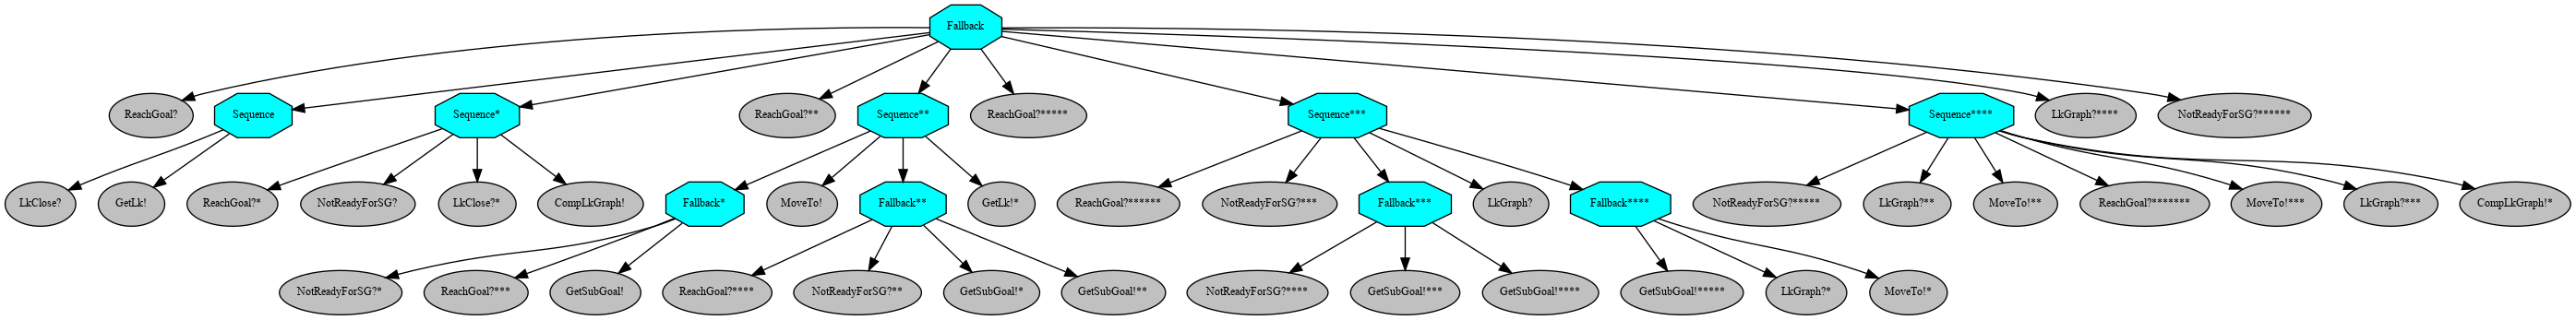 Fallback
ReachGoal?
Sequence
Sequence*
ReachGoal?**
Sequence**
ReachGoal?*****
Sequence***
Sequence****
LkGraph?****
NotReadyForSG?******
LkClose?
GetLk!
ReachGoal?*
NotReadyForSG?
LkClose?*
CompLkGraph!
Fallback*
MoveTo!
Fallback**
GetLk!*
ReachGoal?******
NotReadyForSG?***
Fallback***
LkGraph?
Fallback****
NotReadyForSG?*****
LkGraph?**
MoveTo!**
ReachGoal?*******
MoveTo!***
LkGraph?***
CompLkGraph!*
NotReadyForSG?*
ReachGoal?***
GetSubGoal!
ReachGoal?****
NotReadyForSG?**
GetSubGoal!*
GetSubGoal!**
NotReadyForSG?****
GetSubGoal!***
GetSubGoal!****
GetSubGoal!*****
LkGraph?*
MoveTo!*